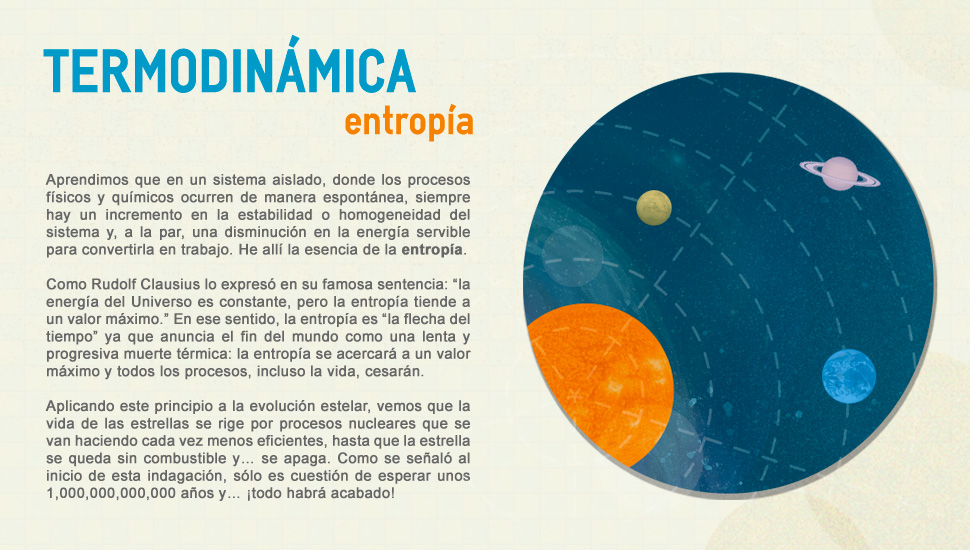 TERMODINÁMICA
entropía
Aprendimos que en un sistema aislado, donde los procesos
físicos y químicos ocurren de manera espontánea, siempre
hay un incremento en la estabilidad o homogeneidad del
sistema y, a la par, una disminución en la energía servible
para convertirla en trabajo. He allí la esencia de la entropía.
Como Rudolf Clausius lo expresó en su famosa sentencia: “la
energía del Universo es constante, pero la entropía tiende a
un valor máximo.” En ese sentido, la entropía es “la flecha del
tiempo” ya que anuncia el fin del mundo como una lenta y
progresiva muerte térmica: la entropía se acercará a un valor
máximo y todos los procesos, incluso la vida, cesarán.
Aplicando este principio a la evolución estelar, vemos que la
vida de las estrellas se rige por procesos nucleares que se
van haciendo cada vez menos eficientes, hasta que la estrella
se queda sin combustible y… se apaga. Como se señaló al
inicio de esta indagación, sólo es cuestión de esperar unos
1,000,000,000,000 años y… ¡todo habrá acabado!